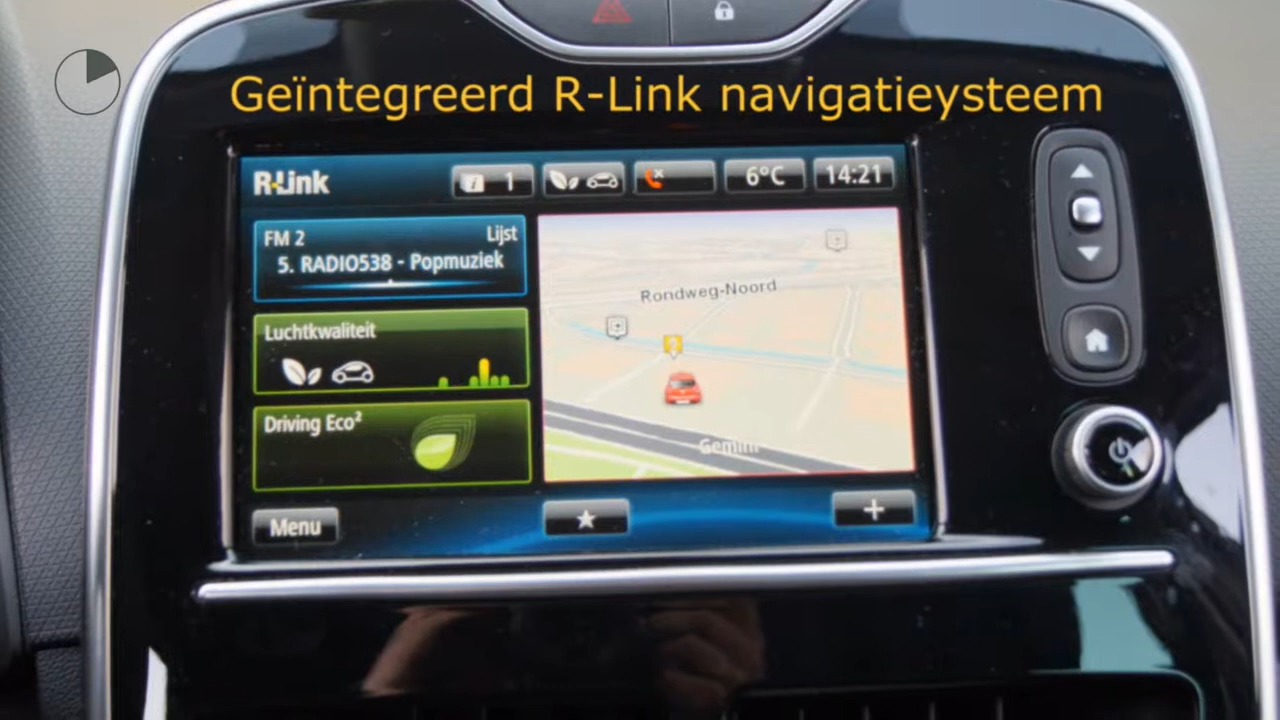 Geïntegreerd R-Link navigatieysteem
R-Link
1
6°C
14:21
FM 2
Lijst
5. RADIO538 - Popmuziek
Luchtkwaliteit
Driving Eco²
Rondweg-Noord
Gemini
Menu